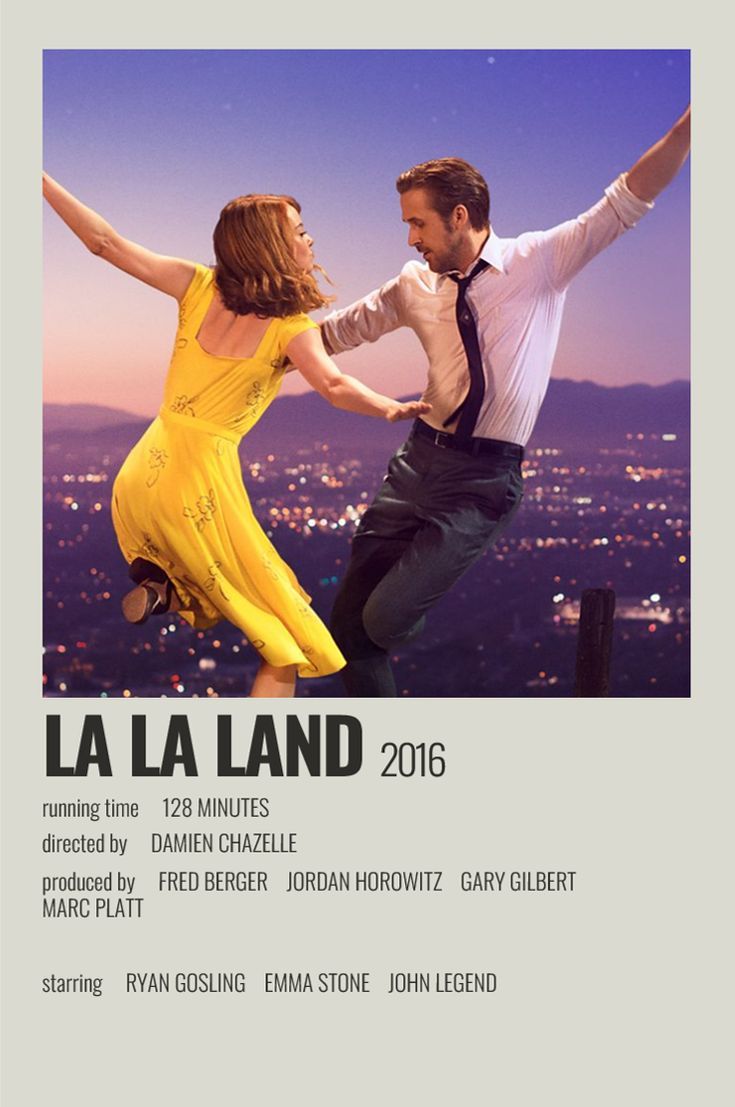 LA LA LAND 2016
running time 128 MINUTES
directed by DAMIEN CHAZELLE
produced by FRED BERGER JORDAN HOROWITZ GARY GILBERT
MARC PLATT
starring RYAN GOSLING EMMA STONE JOHN LEGEND